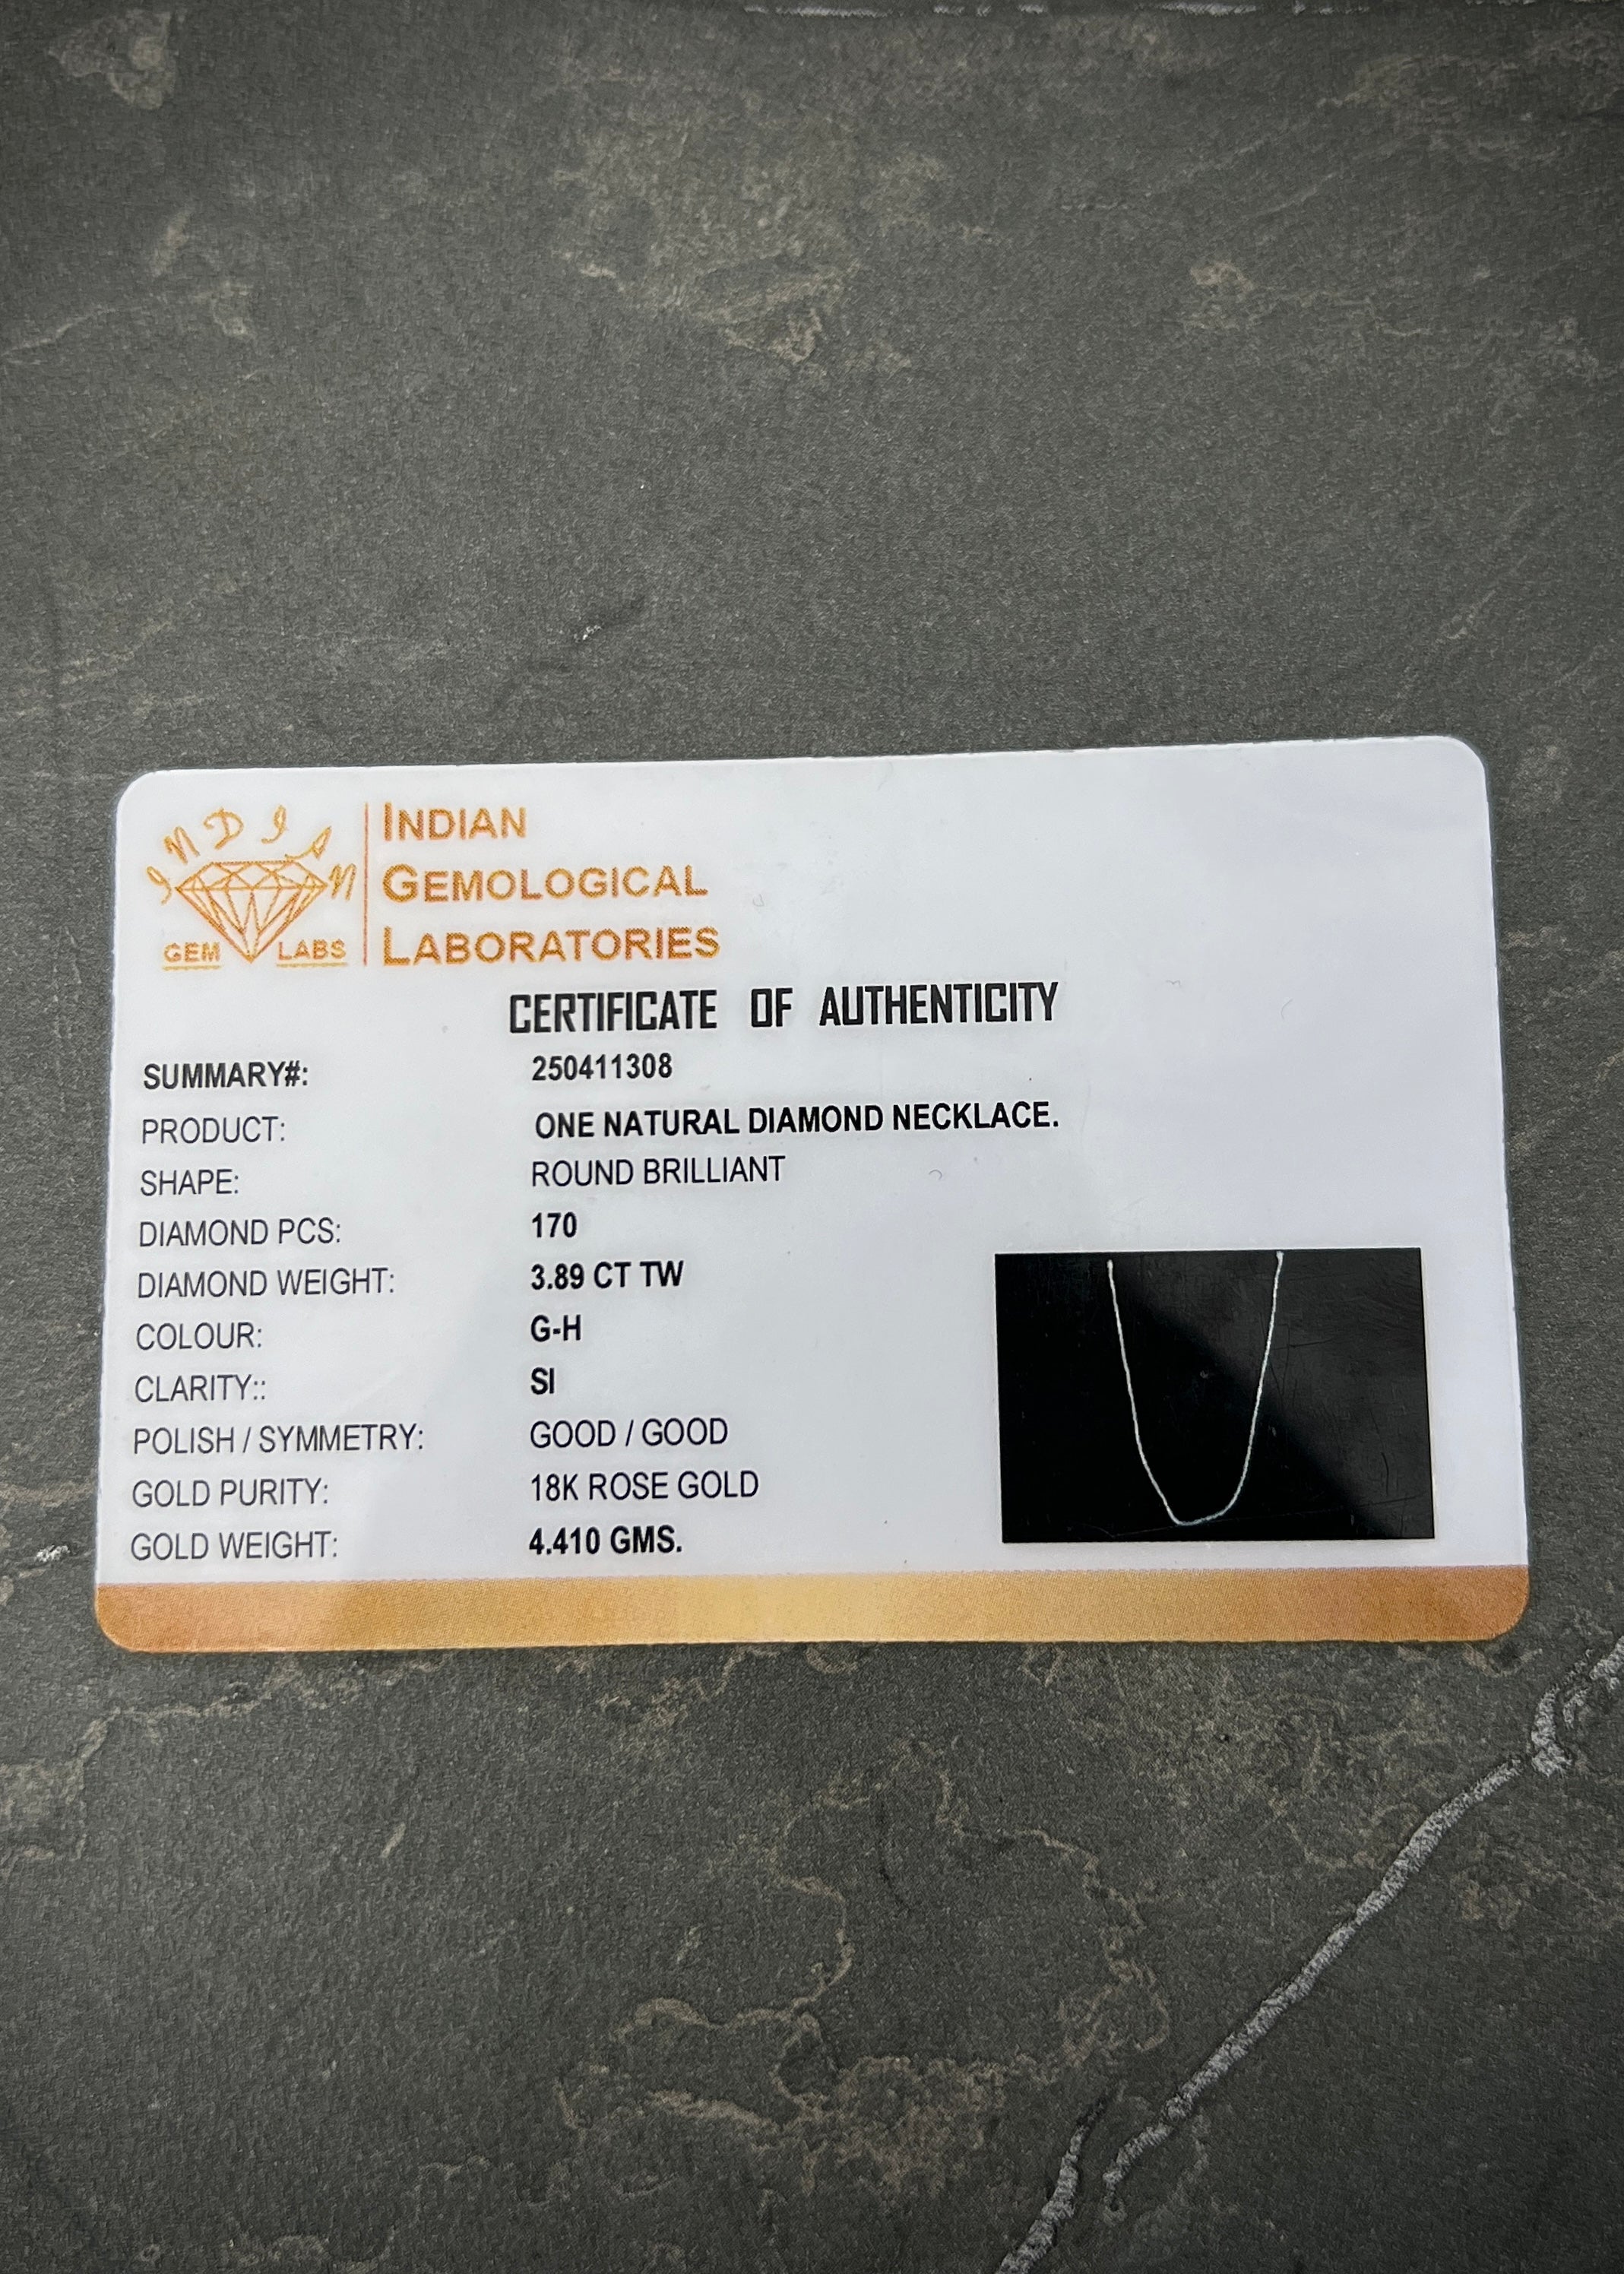 INDIAN
GEM LABS
INDIAN
GEMOLOGICAL
LABORATORIES
CERTIFICATE OF AUTHENTICITY
SUMMARY#: 250411308
PRODUCT: ONE NATURAL DIAMOND NECKLACE.
SHAPE: ROUND BRILLIANT
DIAMOND PCS: 170
DIAMOND WEIGHT: 3.89 CT TW
COLOUR: G-H
CLARITY:: SI
POLISH / SYMMETRY: GOOD / GOOD
GOLD PURITY: 18K ROSE GOLD
GOLD WEIGHT: 4.410 GMS.